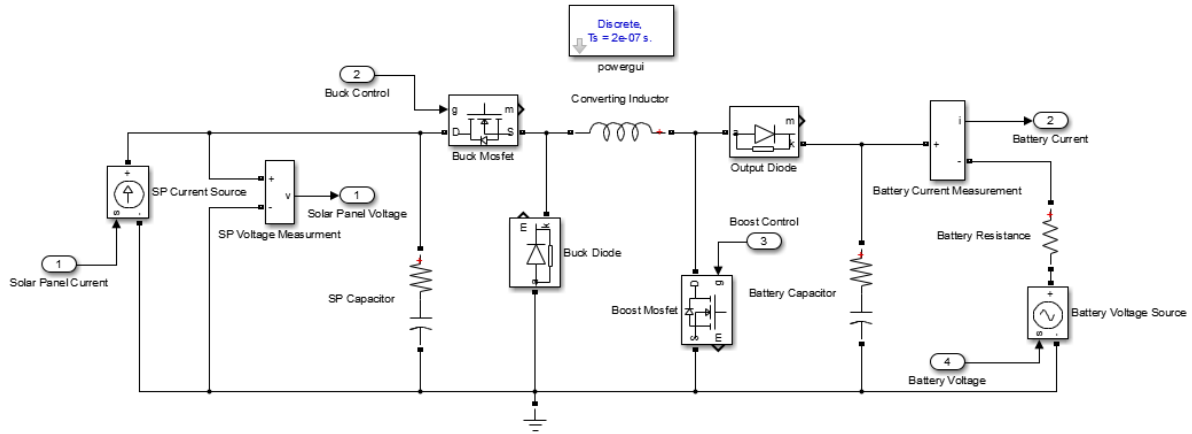 Discrete,
Ts = 2e-07 s.
powergui
2
Buck Control
g
m
D
S
Buck Mosfet
Converting Inductor
+
a
m
k
Output Diode
+
i
-
Battery Current Measurement
2
Battery Current
+
s
-
SP Current Source
+
-
v
SP Voltage Measurment
1
Solar Panel Voltage
1
Solar Panel Current
+
SP Capacitor
m
k
a
Buck Diode
Boost Control
3
D
g
S
m
Boost Mosfet
+
Battery Capacitor
+
Battery Resistance
+
s
-
Battery Voltage Source
4
Battery Voltage